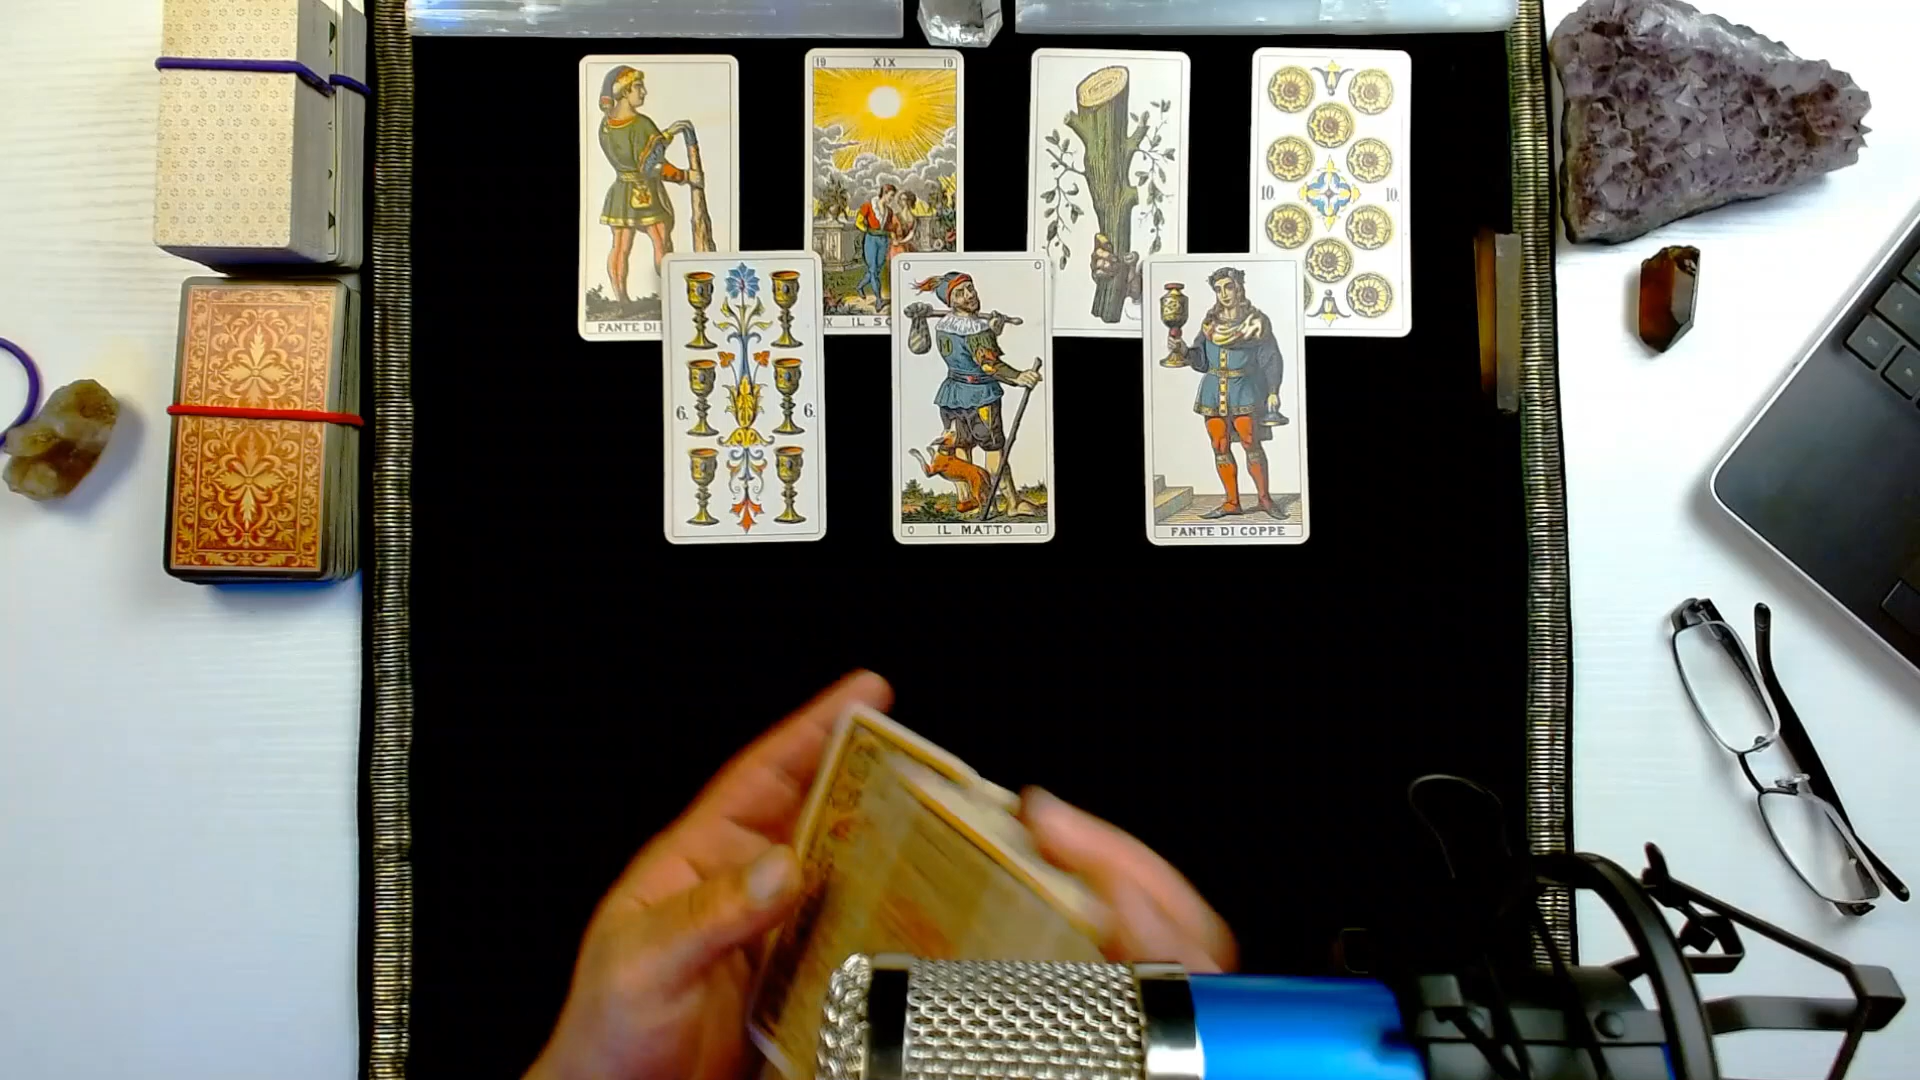 FANTE DI
19 XIX 19
X IL SO
10. 10.
6. 6.
0 0
0 IL MATTO 0
FANTE DI COPPE